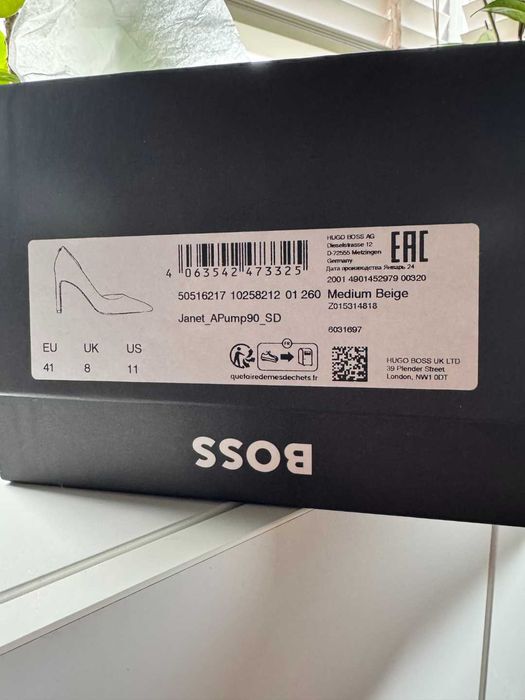 4 063542 473325
50516217 10258212 01 260 Medium Beige
Janet_APump90_SD
HUGO BOSS AG
Dieselstrasse 12
D-72555 Metzingen
Germany
Дата производства Январь 24
EAC
2001 4901452979 00320
Z015314818
6031697
EU UK US
41 8 11
FR
quefairedemesdechets.fr
HUGO BOSS UK LTD
39 Plender Street
London, NW1 0DT
BOSS